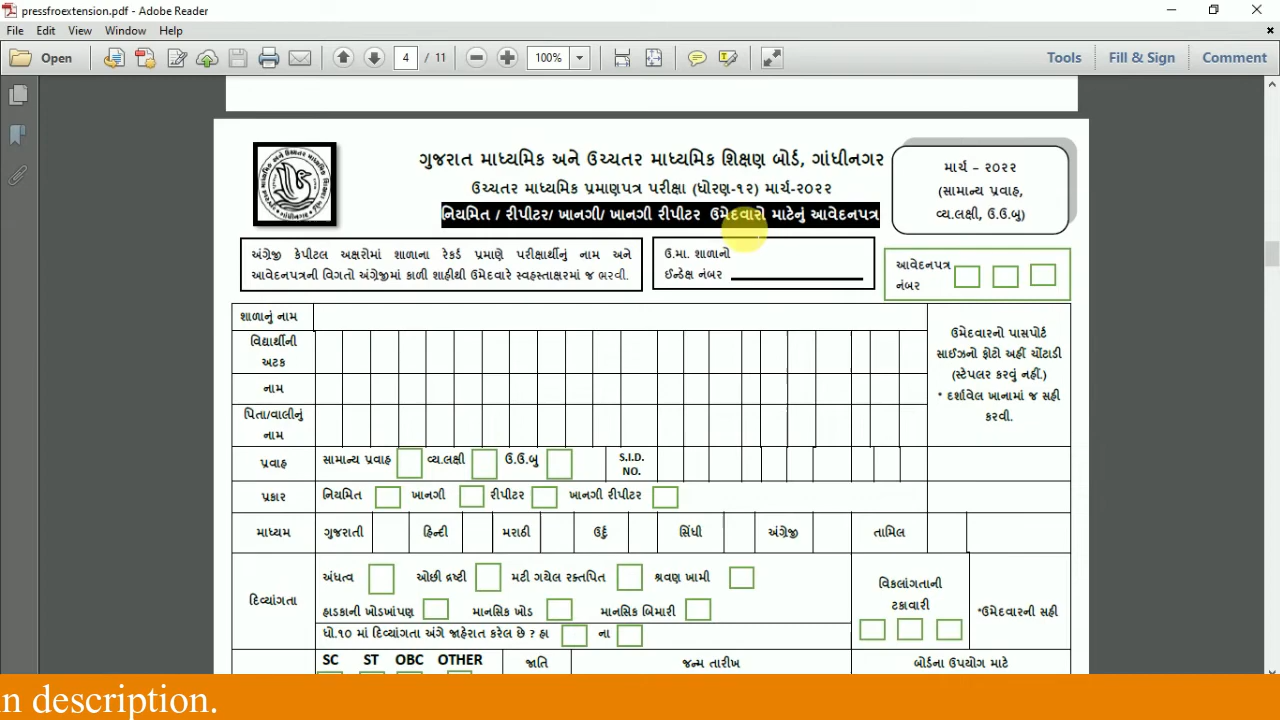 pressfroextension.pdf - Adobe Reader
File Edit View Window Help
Open 4 / 11 100% Tools Fill & Sign Comment
ગુજરાત માધ્યમિક અને ઉચ્ચતર માધ્યમિક શિક્ષણ બોર્ડ, ગાંધીનગર
ઉચ્ચતર માધ્યમિક પ્રમાણપત્ર પરીક્ષા (ધોરણ-૧૨) માર્ચ-૨૦૨૨
નિયમિત / રીપીટર/ ખાનગી/ ખાનગી રીપીટર ઉમેદવારો માટેનું આવેદનપત્ર
માર્ચ – ૨૦૨૨
(સામાન્ય પ્રવાહ,
વ્ય.લક્ષી, ઉ.ઉ.બુ)
અંગ્રેજી કેપીટલ અક્ષરોમાં શાળાના રેકર્ડ પ્રમાણે પરીક્ષાર્થીનું નામ અને
આવેદનપત્રની વિગતો અંગ્રેજીમાં કાળી શાહીથી ઉમેદવારે સ્વહસ્તાક્ષરમાં જ ભરવી.
ઉ.મા. શાળાનો
ઈન્ડેક્ષ નંબર
આવેદનપત્ર
નંબર
શાળાનું નામ
વિદ્યાર્થીની
અટક
નામ
પિતા/વાલીનું
નામ
ઉમેદવારનો પાસપોર્ટ
સાઈઝનો ફોટો અહીં ચોંટાડી
(સ્ટેપલર કરવું નહીં.)
* દર્શાવેલ ખાનામાં જ સહી
કરવી.
પ્રવાહ સામાન્ય પ્રવાહ વ્ય.લક્ષી ઉ.ઉ.બુ S.I.D.
NO.
પ્રકાર નિયમિત ખાનગી રીપીટર ખાનગી રીપીટર
માધ્યમ ગુજરાતી હિન્દી મરાઠી ઉર્દુ સિંધી અંગ્રેજી તામિલ
દિવ્યાંગતા
અંધત્વ ઓછી દ્રષ્ટી મટી ગયેલ રક્તપિત શ્રવણ ખામી
હાડકાની ખોડખાંપણ માનસિક ખોડ માનસિક બિમારી
ધો.૧૦ માં દિવ્યાંગતા અંગે જાહેરાત કરેલ છે ? હા ના
વિકલાંગતાની
ટકાવારી
*ઉમેદવારની સહી
SC ST OBC OTHER જાતિ જન્મ તારીખ બોર્ડના ઉપયોગ માટે
n description.